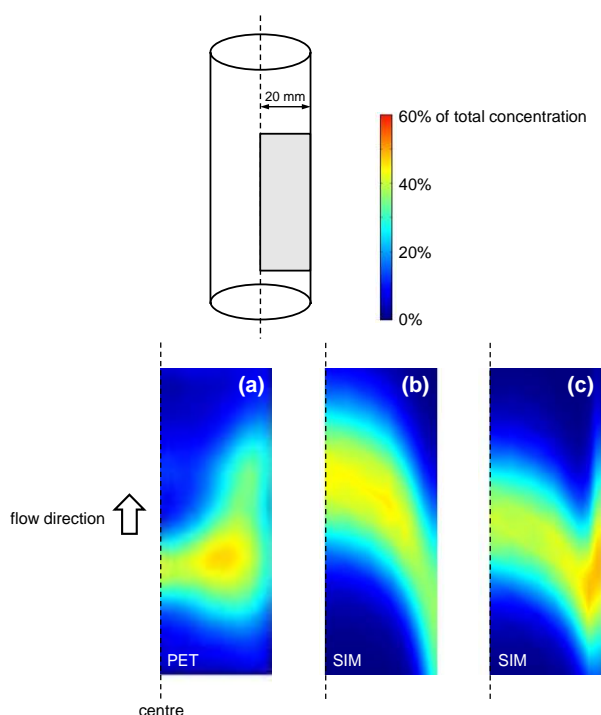 20 mm
60% of total concentration
40%
20%
0%
(a)
(b)
(c)
flow direction
PET
SIM
SIM
centre